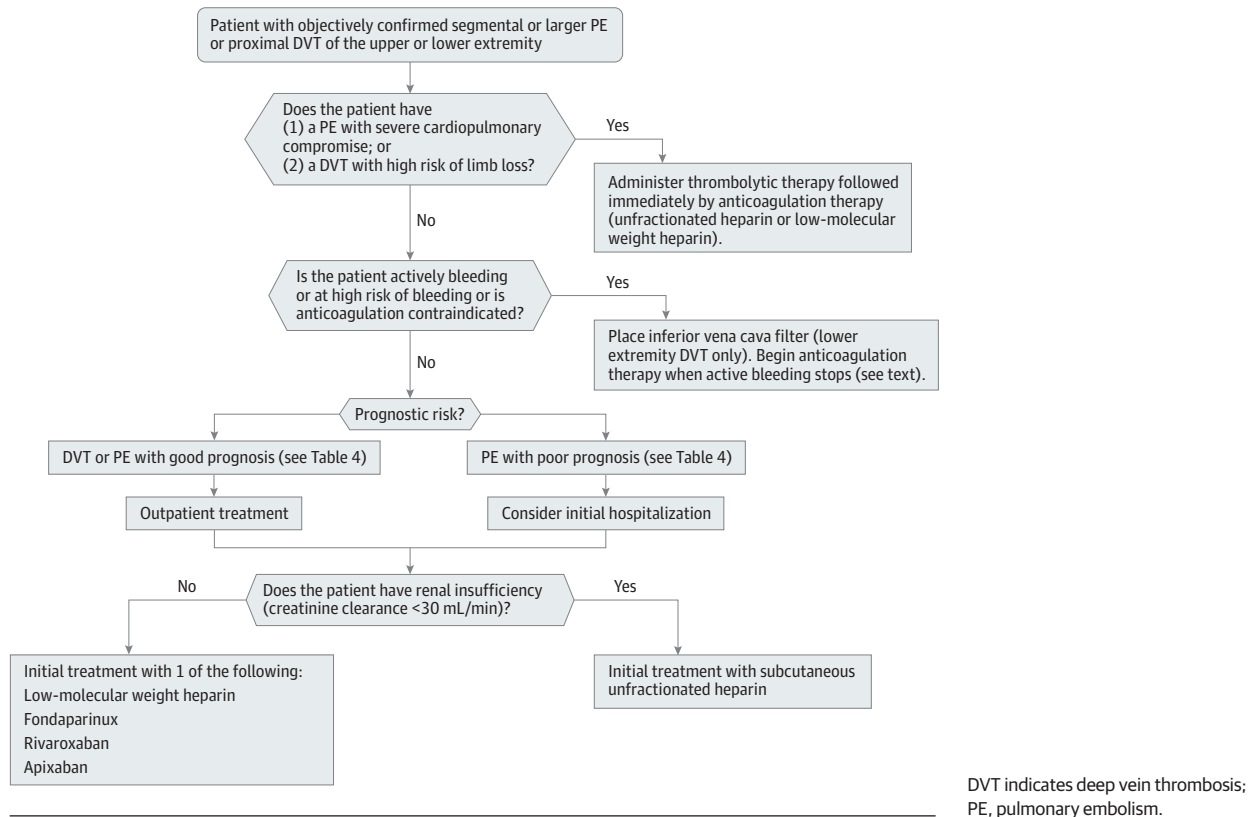 Patient with objectively confirmed segmental or larger PE
or proximal DVT of the upper or lower extremity
Does the patient have
(1) a PE with severe cardiopulmonary
compromise; or
(2) a DVT with high risk of limb loss?
Yes
Administer thrombolytic therapy followed
immediately by anticoagulation therapy
(unfractionated heparin or low-molecular
weight heparin).
No
Is the patient actively bleeding
or at high risk of bleeding or is
anticoagulation contraindicated?
Yes
Place inferior vena cava filter (lower
extremity DVT only). Begin anticoagulation
therapy when active bleeding stops (see text).
No
Prognostic risk?
DVT or PE with good prognosis (see Table 4)
PE with poor prognosis (see Table 4)
Outpatient treatment
Consider initial hospitalization
Does the patient have renal insufficiency
(creatinine clearance <30 mL/min)?
No
Yes
Initial treatment with 1 of the following:
Low-molecular weight heparin
Fondaparinux
Rivaroxaban
Apixaban
Initial treatment with subcutaneous
unfractionated heparin
DVT indicates deep vein thrombosis;
PE, pulmonary embolism.